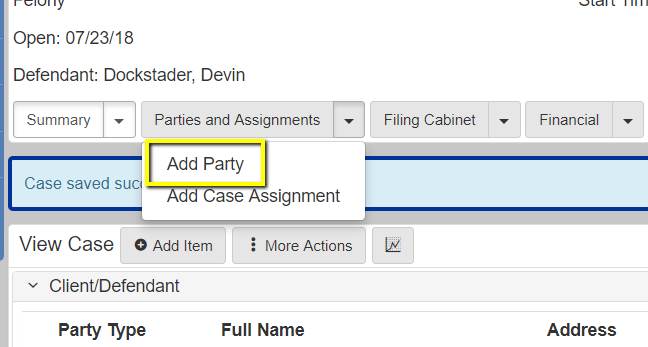 Felony
Start Time
Open: 07/23/18
Defendant: Dockstader, Devin
Summary Parties and Assignments Filing Cabinet Financial
Add Party
Case saved suc
Add Case Assignment
View Case Add Item More Actions
Client/Defendant
Party Type Full Name Address